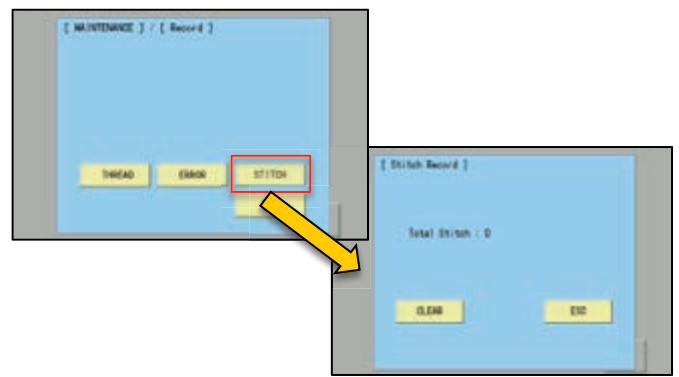 [ MAINTENANCE ] / [ Record ]
THREAD ERROR STITCH
[ Stitch Record ]
Total Stitch : 0
CLEAR ESC